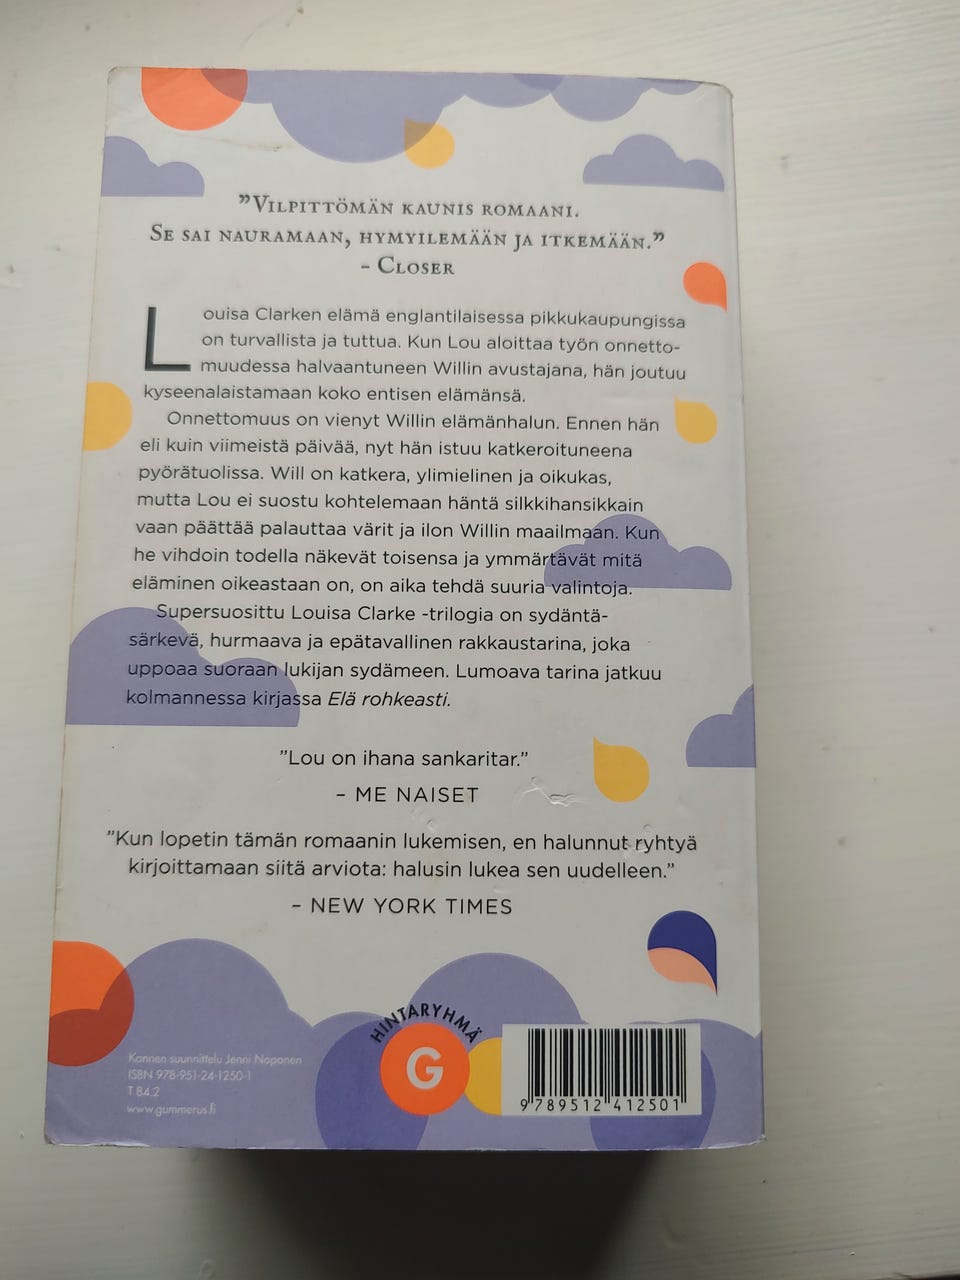 ”Vilpittömän kaunis romaani.
Se sai nauramaan, hymyilemään ja itkemään.”
– Closer
Louisa Clarken elämä englantilaisessa pikkukaupungissa
on turvallista ja tuttua. Kun Lou aloittaa työn onnetto-
muudessa halvaantuneen Willin avustajana, hän joutuu
kyseenalaistamaan koko entisen elämänsä.
Onnettomuus on vienyt Willin elämänhalun. Ennen hän
eli kuin viimeistä päivää, nyt hän istuu katkeroituneena
pyörätuolissa. Will on katkera, ylimielinen ja oikukas,
mutta Lou ei suostu kohtelemaan häntä silkkihansikkain
vaan päättää palauttaa värit ja ilon Willin maailmaan. Kun
he vihdoin todella näkevät toisensa ja ymmärtävät mitä
eläminen oikeastaan on, on aika tehdä suuria valintoja.
Supersuosittu Louisa Clarke -trilogia on sydäntä-
särkevä, hurmaava ja epätavallinen rakkaustarina, joka
uppoaa suoraan lukijan sydämeen. Lumoava tarina jatkuu
kolmannessa kirjassa Elä rohkeasti.
”Lou on ihana sankaritar.”
– ME NAISET
”Kun lopetin tämän romaanin lukemisen, en halunnut ryhtyä
kirjoittamaan siitä arviota: halusin lukea sen uudelleen.”
– NEW YORK TIMES
HINTARYHMÄ
G
Kannen suunnittelu Jenni Noponen
ISBN 978-951-24-1250-1
T 84.2
www.gummerus.fi
9 789512 412501